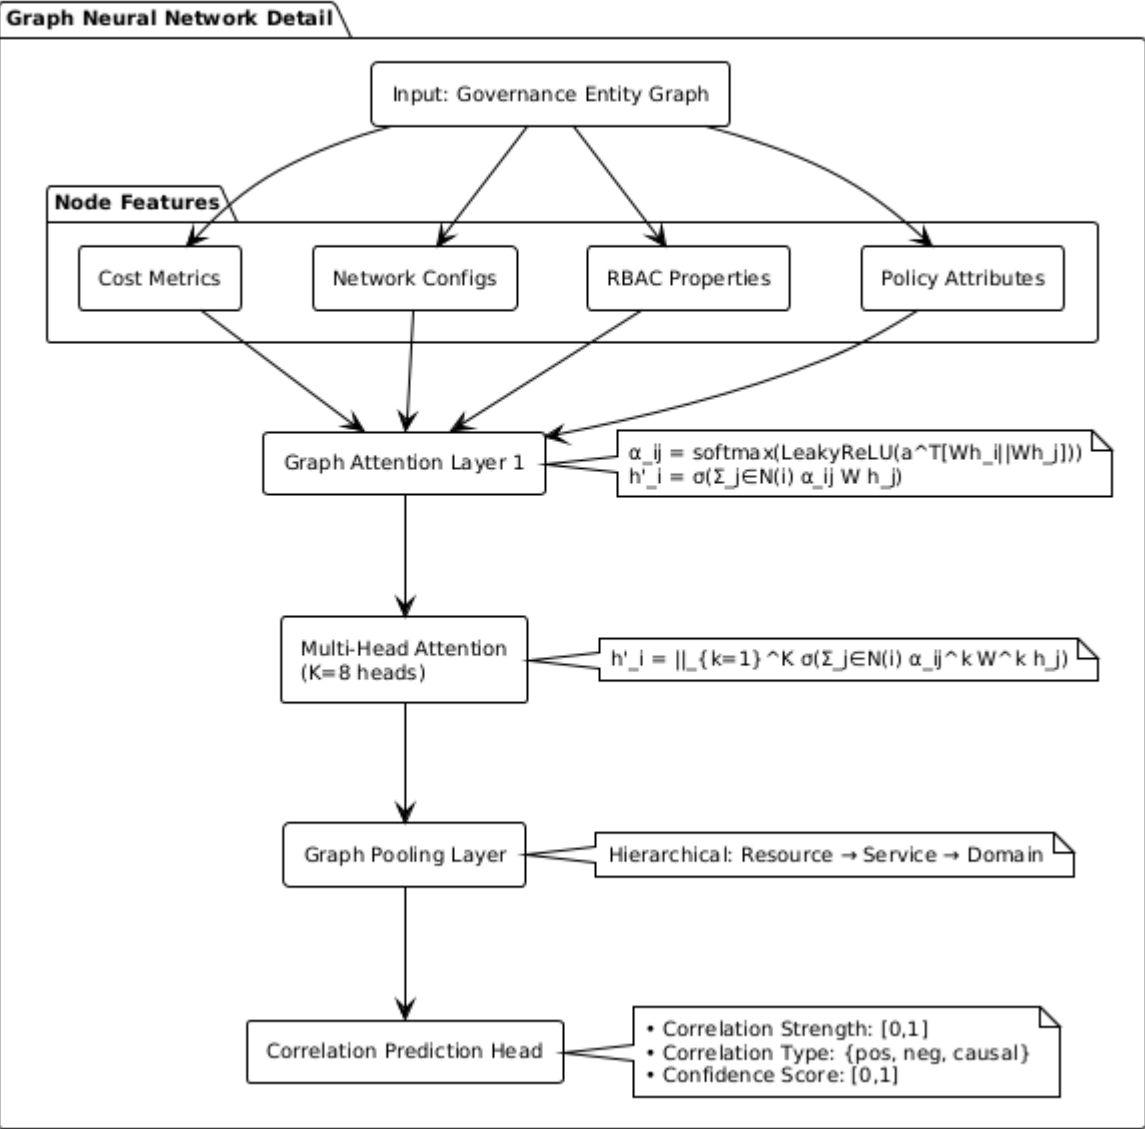 Graph Neural Network Detail
Input: Governance Entity Graph
Node Features
Cost Metrics
Network Configs
RBAC Properties
Policy Attributes
Graph Attention Layer 1
α_ij = softmax(LeakyReLU(a^T[Wh_i||Wh_j]))
h'_i = σ(Σ_j∈N(i) α_ij W h_j)
Multi-Head Attention
(K=8 heads)
h'_i = ||_{k=1}^K σ(Σ_j∈N(i) α_ij^k W^k h_j)
Graph Pooling Layer
Hierarchical: Resource → Service → Domain
Correlation Prediction Head
• Correlation Strength: [0,1]
• Correlation Type: {pos, neg, causal}
• Confidence Score: [0,1]